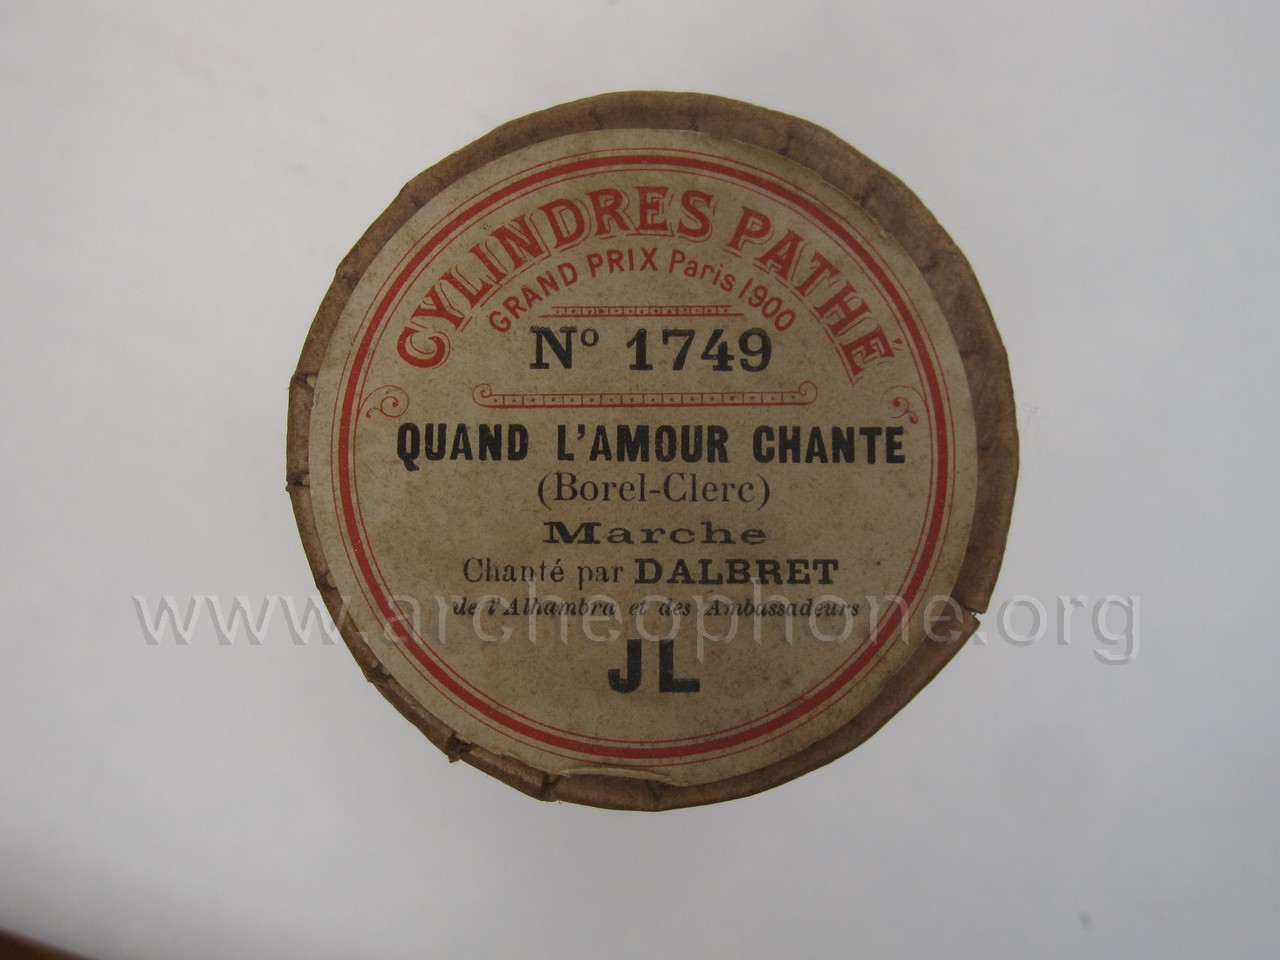 CYLINDRES PATHÉ
GRAND PRIX Paris 1900
Nº 1749
QUAND L'AMOUR CHANTE
(Borel-Clerc)
Marche
Chanté par DALBRET
de l'Alhambra et des Ambassadeurs
www.archeophone.org
JL